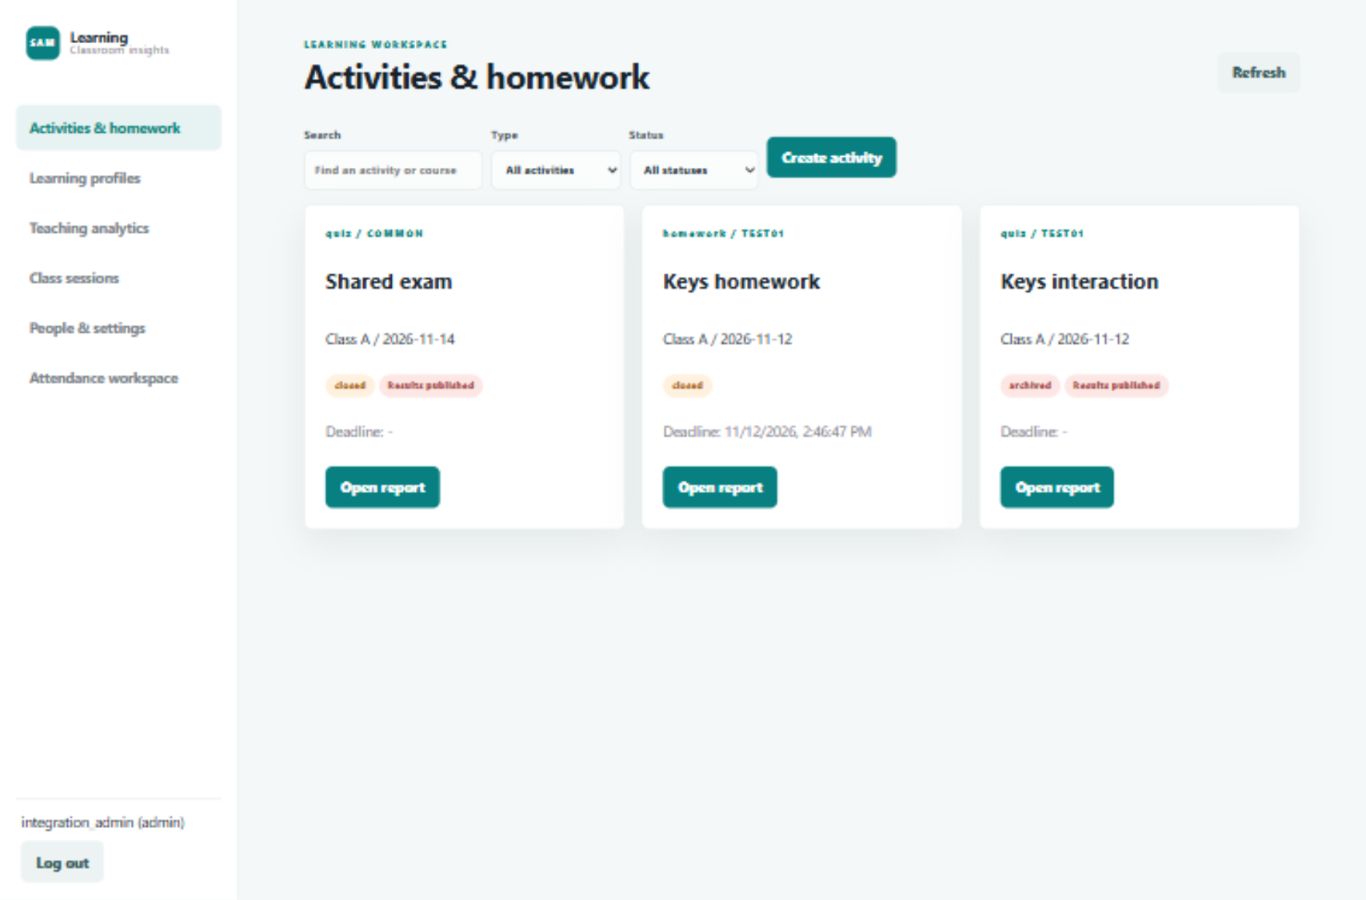 SAM
Learning
Classroom insights
Activities & homework
Learning profiles
Teaching analytics
Class sessions
People & settings
Attendance workspace
integration_admin (admin)
Log out
LEARNING WORKSPACE
Activities & homework
Refresh
Search
Type
Status
Find an activity or course
All activities
All statuses
Create activity
quiz / COMMON
Shared exam
Class A / 2026-11-14
closed
Results published
Deadline: -
Open report
homework / TEST01
Keys homework
Class A / 2026-11-12
closed
Deadline: 11/12/2026, 2:46:47 PM
Open report
quiz / TEST01
Keys interaction
Class A / 2026-11-12
archived
Results published
Deadline: -
Open report